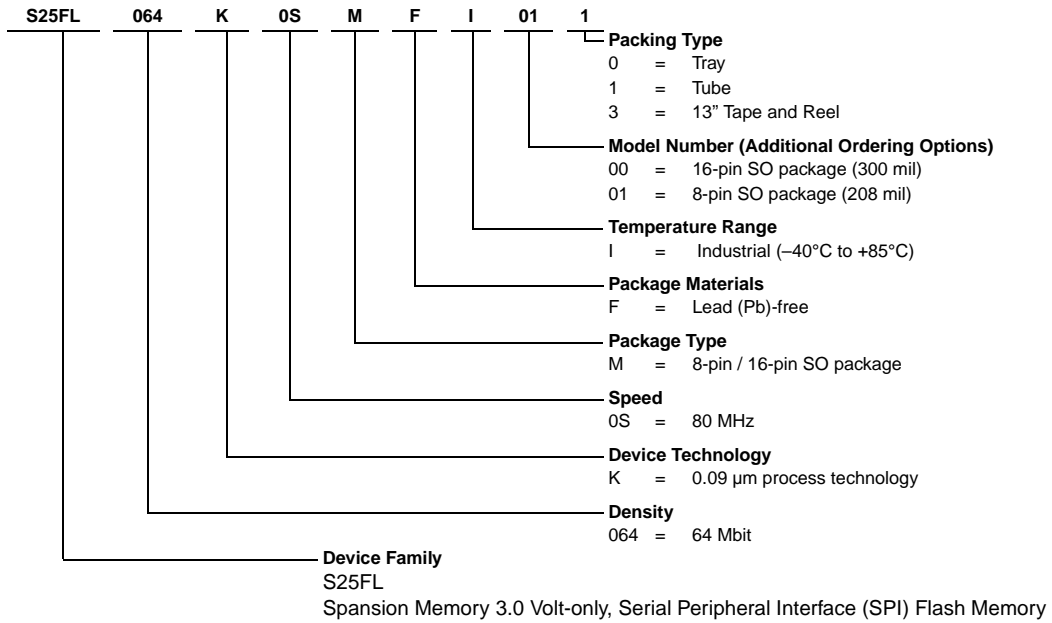 S25FL 064 K 0S M F I 01 1
Packing Type
0 = Tray
1 = Tube
3 = 13” Tape and Reel
Model Number (Additional Ordering Options)
00 = 16-pin SO package (300 mil)
01 = 8-pin SO package (208 mil)
Temperature Range
I = Industrial (–40°C to +85°C)
Package Materials
F = Lead (Pb)-free
Package Type
M = 8-pin / 16-pin SO package
Speed
0S = 80 MHz
Device Technology
K = 0.09 µm process technology
Density
064 = 64 Mbit
Device Family
S25FL
Spansion Memory 3.0 Volt-only, Serial Peripheral Interface (SPI) Flash Memory